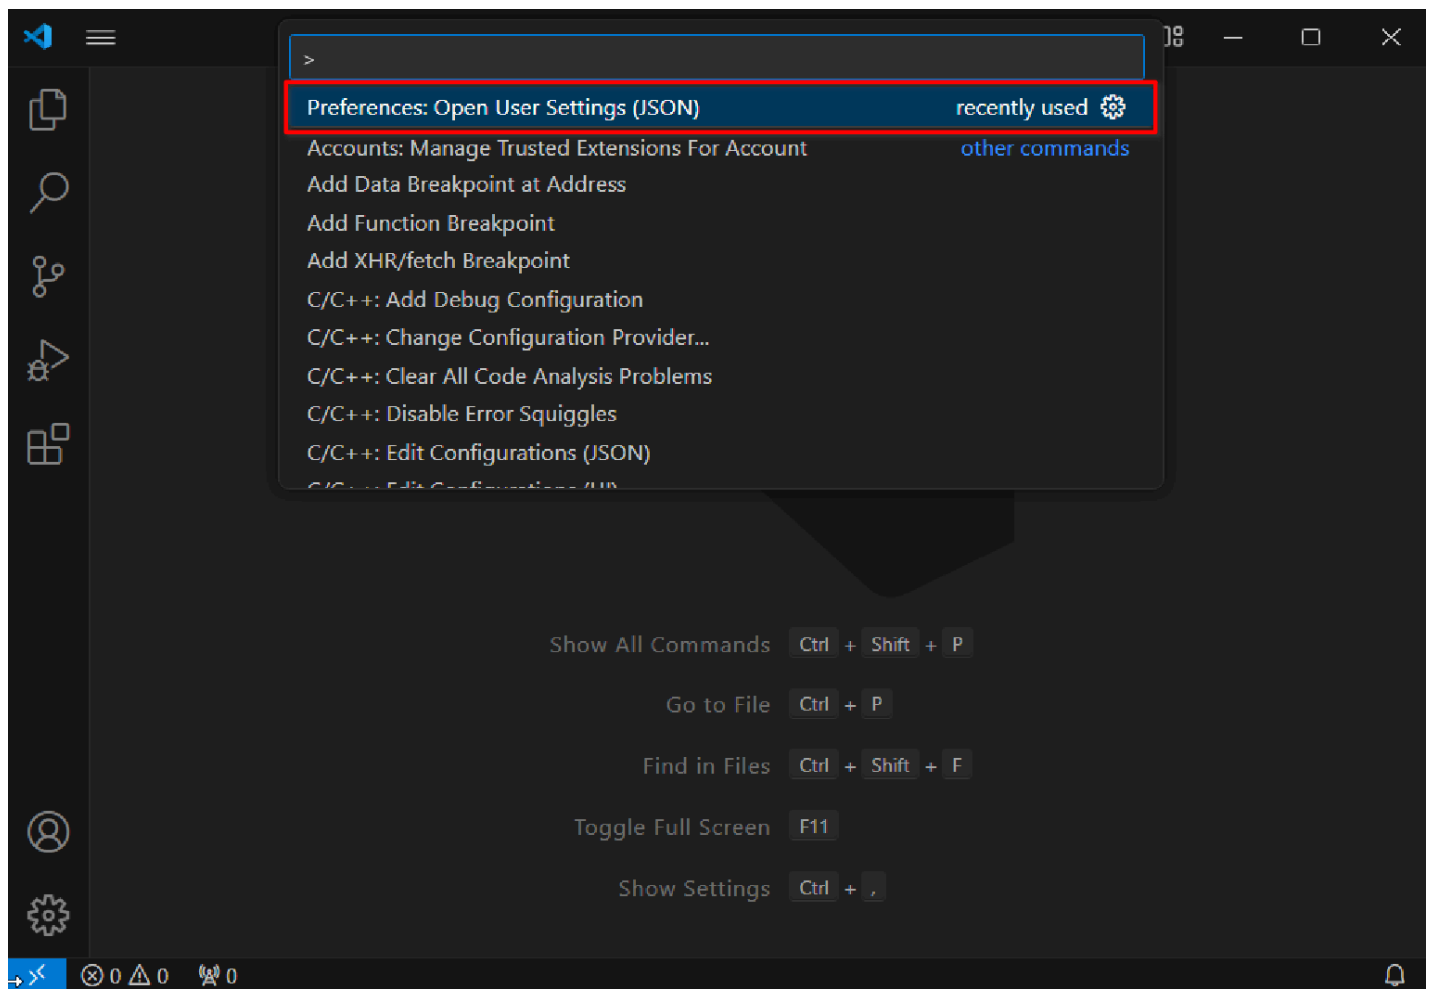 >
Preferences: Open User Settings (JSON) recently used
Accounts: Manage Trusted Extensions For Account other commands
Add Data Breakpoint at Address
Add Function Breakpoint
Add XHR/fetch Breakpoint
C/C++: Add Debug Configuration
C/C++: Change Configuration Provider...
C/C++: Clear All Code Analysis Problems
C/C++: Disable Error Squiggles
C/C++: Edit Configurations (JSON)
C/C++: Edit Configurations (UI)
Show All Commands Ctrl + Shift + P
Go to File Ctrl + P
Find in Files Ctrl + Shift + F
Toggle Full Screen F11
Show Settings Ctrl + ,
0 0 0